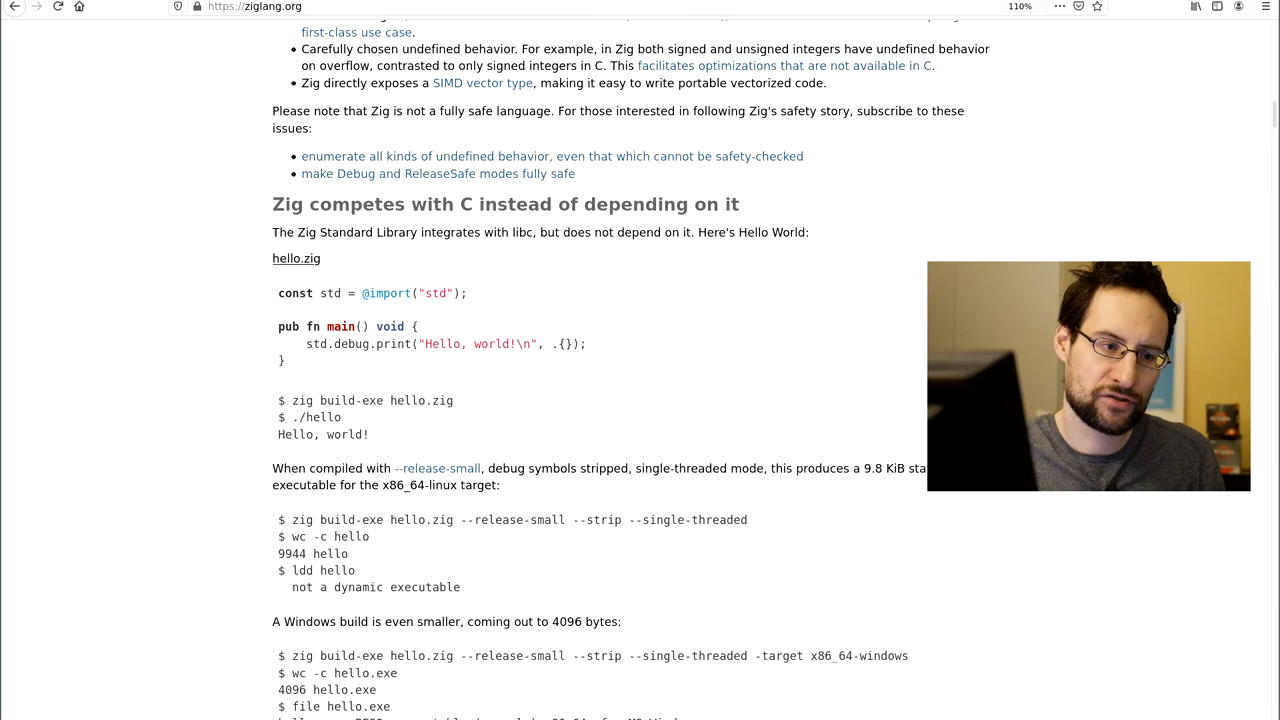 https://ziglang.org
110%
first-class use case.
• Carefully chosen undefined behavior. For example, in Zig both signed and unsigned integers have undefined behavior
on overflow, contrasted to only signed integers in C. This facilitates optimizations that are not available in C.
• Zig directly exposes a SIMD vector type, making it easy to write portable vectorized code.
Please note that Zig is not a fully safe language. For those interested in following Zig's safety story, subscribe to these
issues:
• enumerate all kinds of undefined behavior, even that which cannot be safety-checked
• make Debug and ReleaseSafe modes fully safe
Zig competes with C instead of depending on it
The Zig Standard Library integrates with libc, but does not depend on it. Here's Hello World:
hello.zig
const std = @import("std");
pub fn main() void {
    std.debug.print("Hello, world!\n", .{});
}
$ zig build-exe hello.zig
$ ./hello
Hello, world!
When compiled with --release-small, debug symbols stripped, single-threaded mode, this produces a 9.8 KiB
executable for the x86_64-linux target:
$ zig build-exe hello.zig --release-small --strip --single-threaded
$ wc -c hello
9944 hello
$ ldd hello
  not a dynamic executable
A Windows build is even smaller, coming out to 4096 bytes:
$ zig build-exe hello.zig --release-small --strip --single-threaded -target x86_64-windows
$ wc -c hello.exe
4096 hello.exe
$ file hello.exe